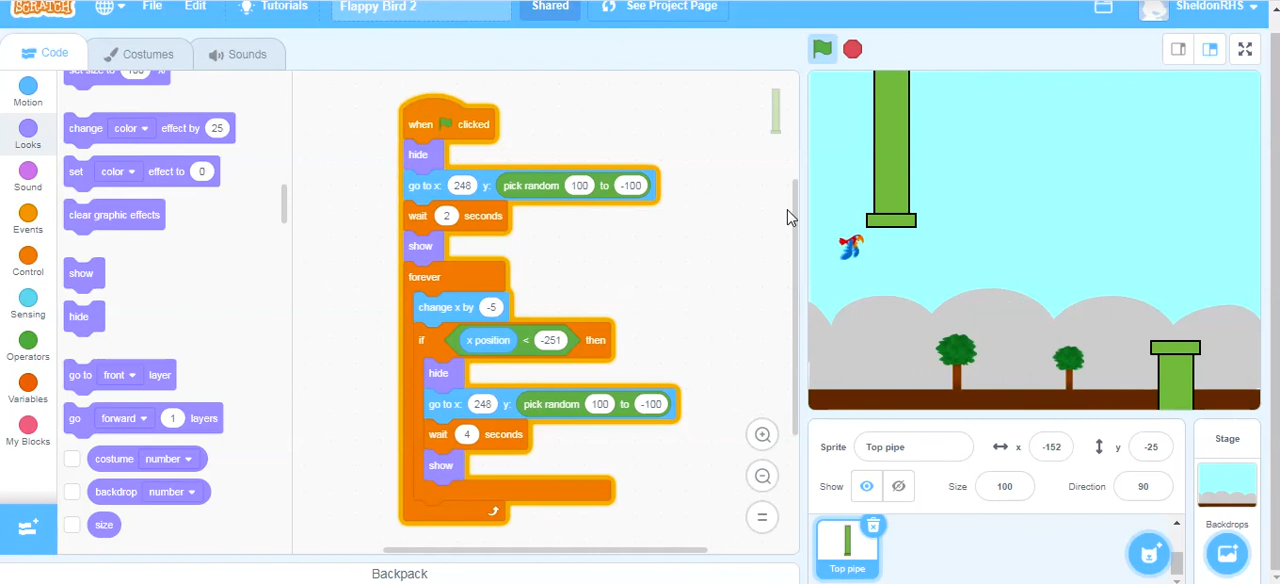 SCRATCH File Edit Tutorials Flappy Bird 2 Shared See Project Page SheldonRHS
Code Costumes Sounds
Motion
Looks
Sound
Events
Control
Sensing
Operators
Variables
My Blocks
set size to 100 %
change color effect by 25
set color effect to 0
clear graphic effects
show
hide
go to front layer
go forward 1 layers
costume number
backdrop number
size
when clicked
hide
go to x: 248 y: pick random 100 to -100
wait 2 seconds
show
forever
change x by -5
if x position < -251 then
hide
go to x: 248 y: pick random 100 to -100
wait 4 seconds
show
Sprite Top pipe x -152 y -25
Show Size 100 Direction 90
Top pipe
Stage
Backdrops
Backpack